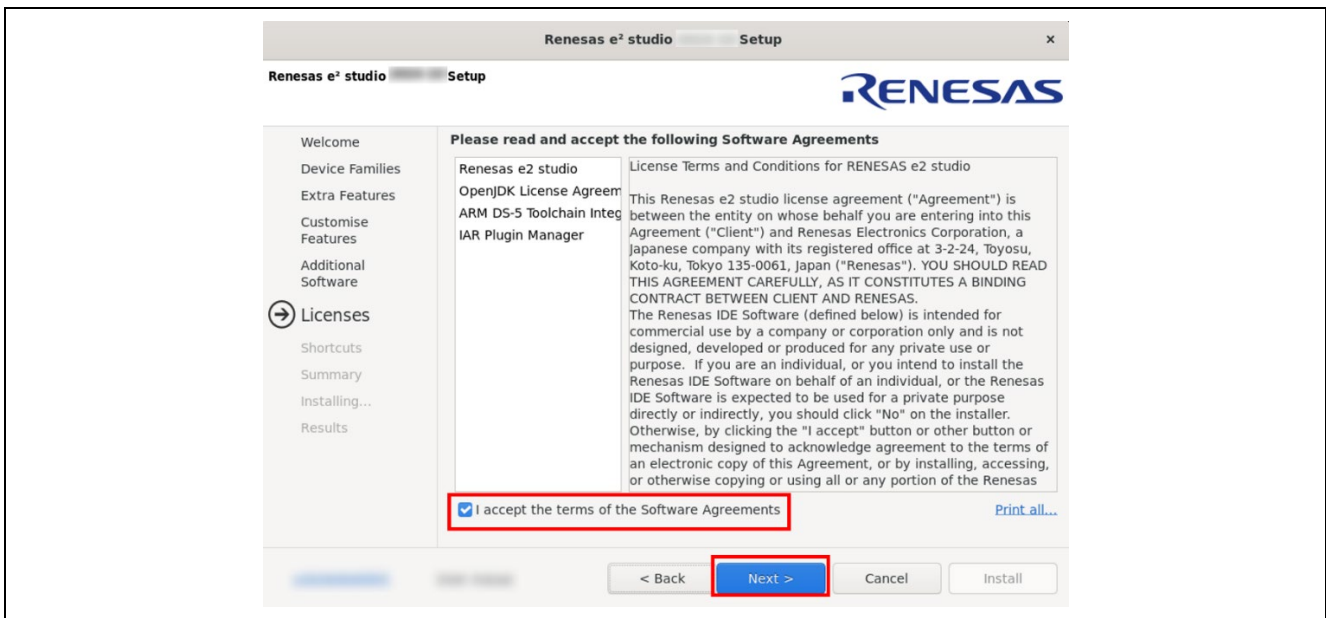 Renesas e² studio Setup
×
Renesas e² studio Setup
RENESAS
Welcome
Device Families
Extra Features
Customise
Features
Additional
Software
Licenses
Shortcuts
Summary
Installing...
Results
Please read and accept the following Software Agreements
Renesas e2 studio
OpenJDK License Agreem
ARM DS-5 Toolchain Integ
IAR Plugin Manager
License Terms and Conditions for RENESAS e2 studio
This Renesas e2 studio license agreement ("Agreement") is
between the entity on whose behalf you are entering into this
Agreement ("Client") and Renesas Electronics Corporation, a
Japanese company with its registered office at 3-2-24, Toyosu,
Koto-ku, Tokyo 135-0061, Japan ("Renesas"). YOU SHOULD READ
THIS AGREEMENT CAREFULLY, AS IT CONSTITUTES A BINDING
CONTRACT BETWEEN CLIENT AND RENESAS.
The Renesas IDE Software (defined below) is intended for
commercial use by a company or corporation only and is not
designed, developed or produced for any private use or
purpose.  If you are an individual, or you intend to install the
Renesas IDE Software on behalf of an individual, or the Renesas
IDE Software is expected to be used for a private purpose
directly or indirectly, you should click "No" on the installer.
Otherwise, by clicking the "I accept" button or other button or
mechanism designed to acknowledge agreement to the terms of
an electronic copy of this Agreement, or by installing, accessing,
or otherwise copying or using all or any portion of the Renesas
I accept the terms of the Software Agreements
Print all...
< Back
Next >
Cancel
Install